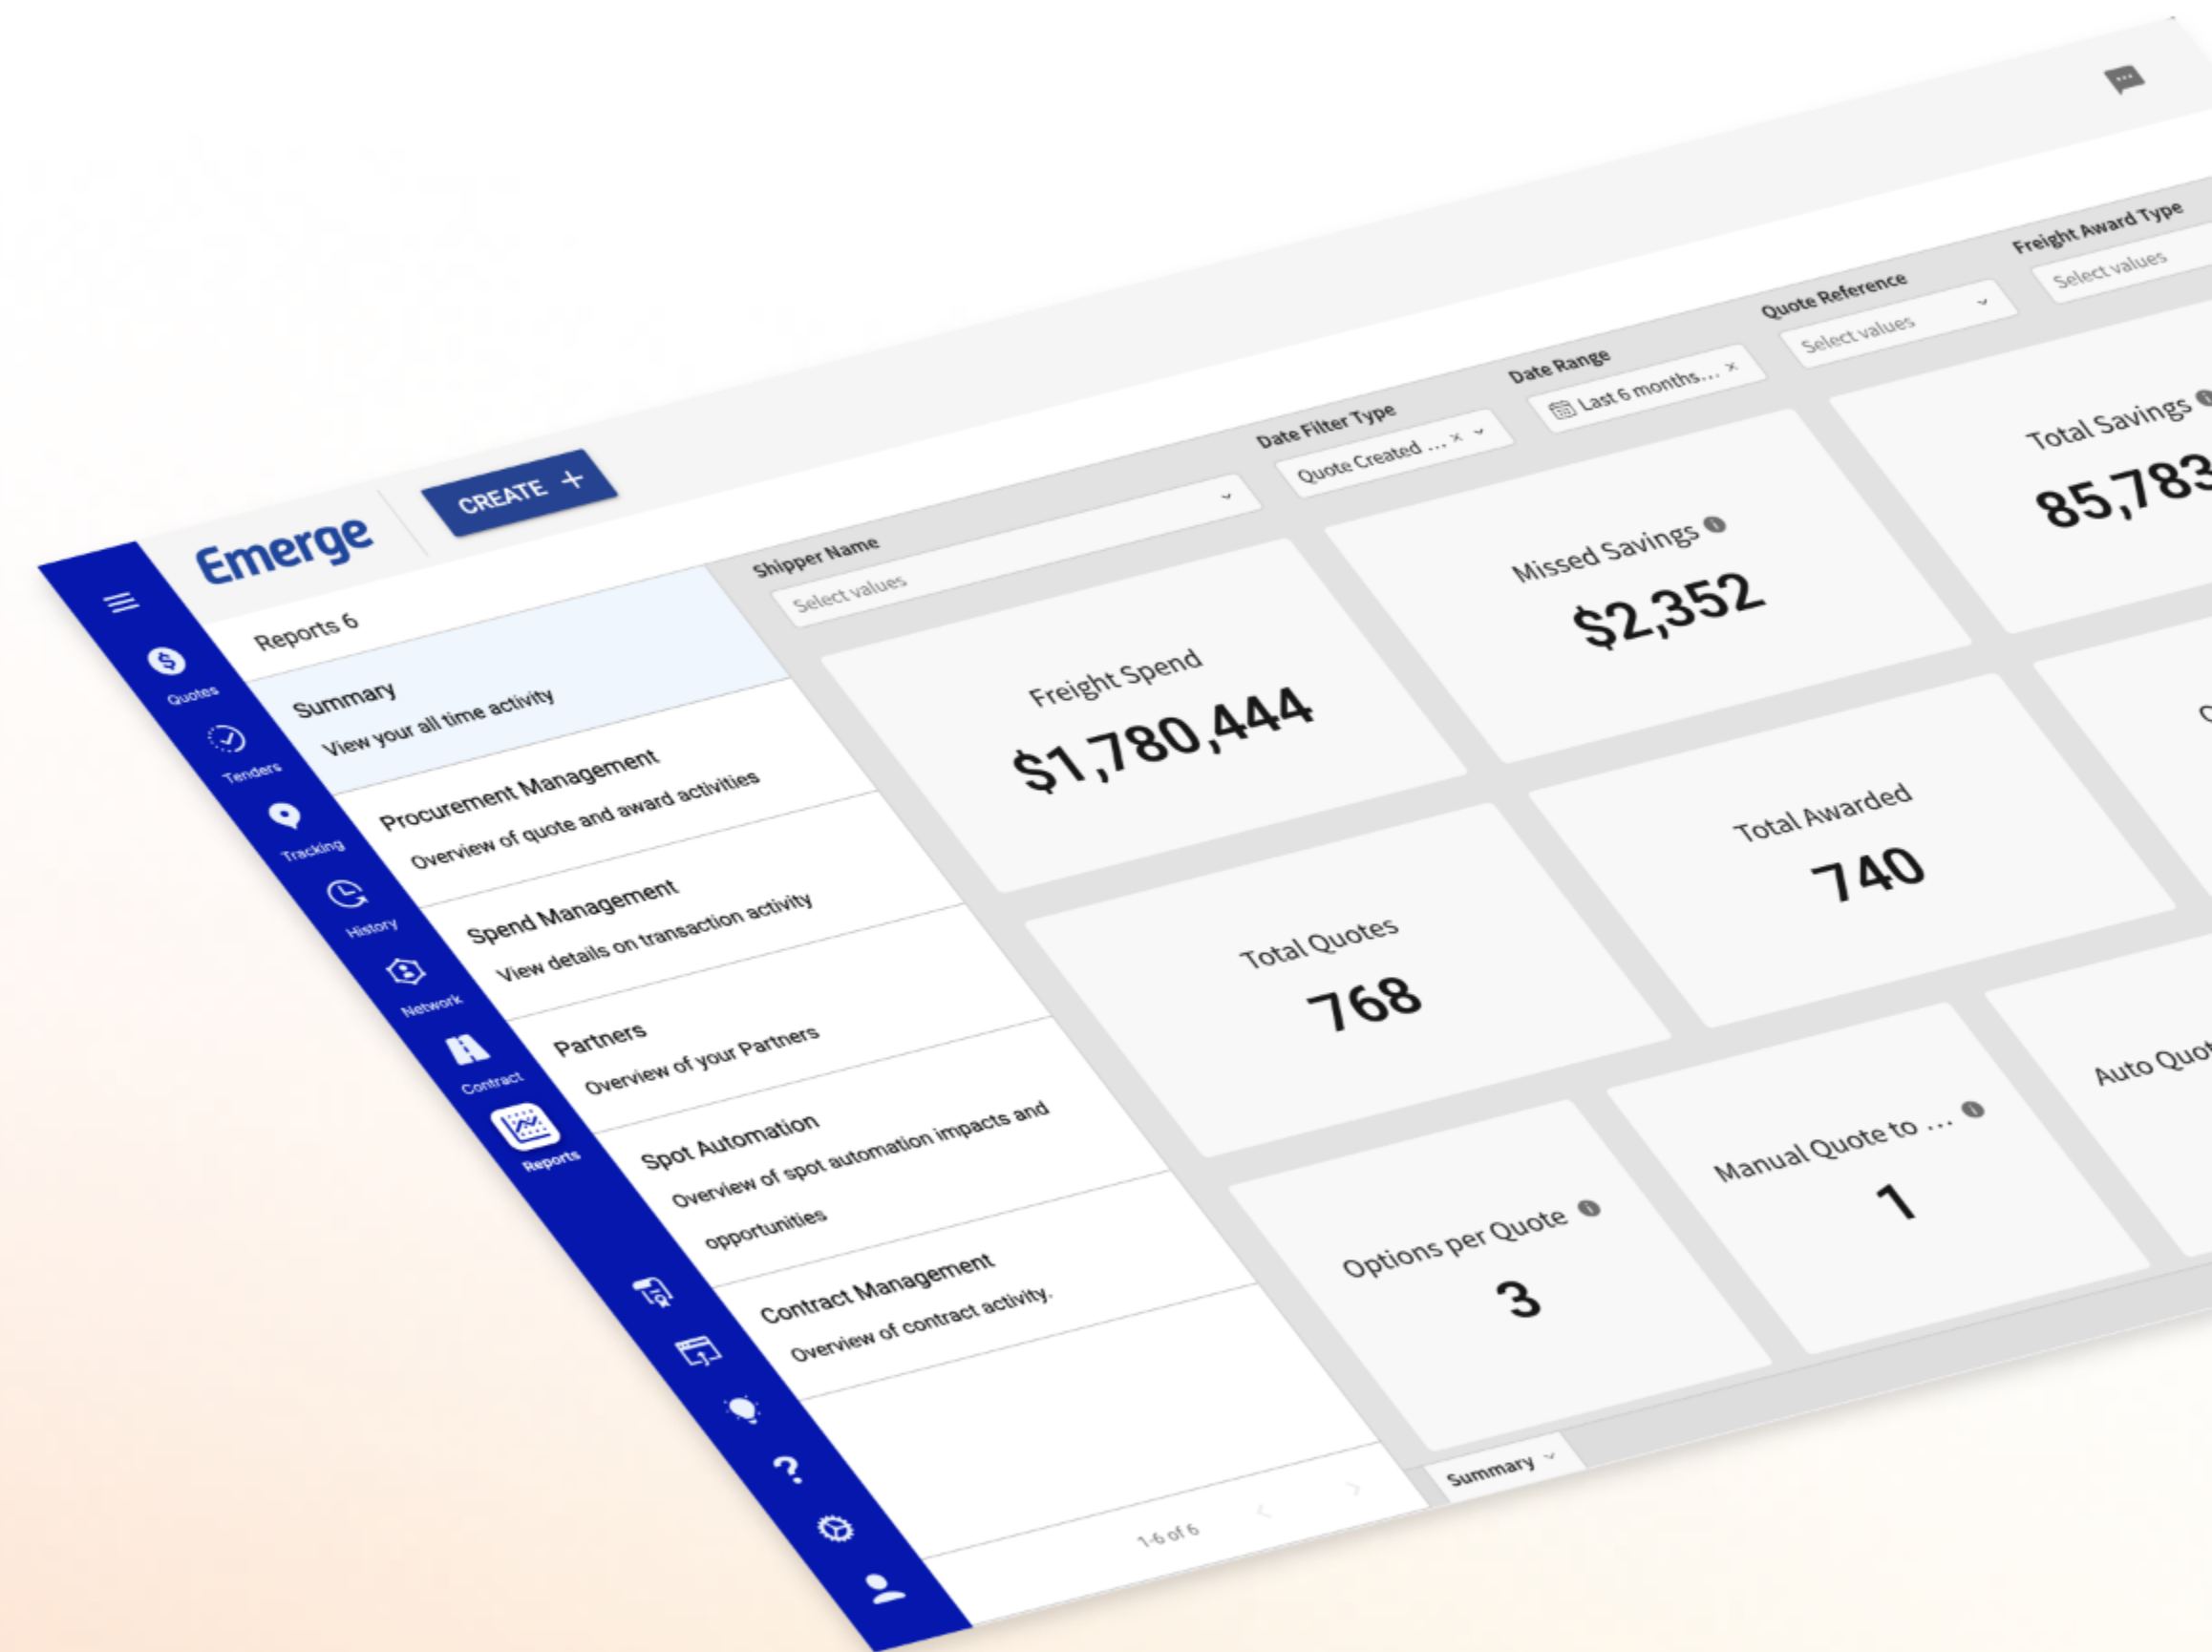 Emerge
CREATE +
Quotes
Tenders
Tracking
History
Network
Contract
Reports
Reports 6
Summary
View your all time activity
Procurement Management
Overview of quote and award activities
Spend Management
View details on transaction activity
Partners
Overview of your Partners
Spot Automation
Overview of spot automation impacts and
opportunities
Contract Management
Overview of contract activity.
1-6 of 6
Shipper Name
Select values
Date Filter Type
Quote Created ...
Date Range
Last 6 months...
Quote Reference
Select values
Freight Award Type
Select values
Freight Spend
$1,780,444
Missed Savings
$2,352
Total Savings
85,783
Total Quotes
768
Total Awarded
740
Options per Quote
3
Manual Quote to ...
1
Auto
Summary